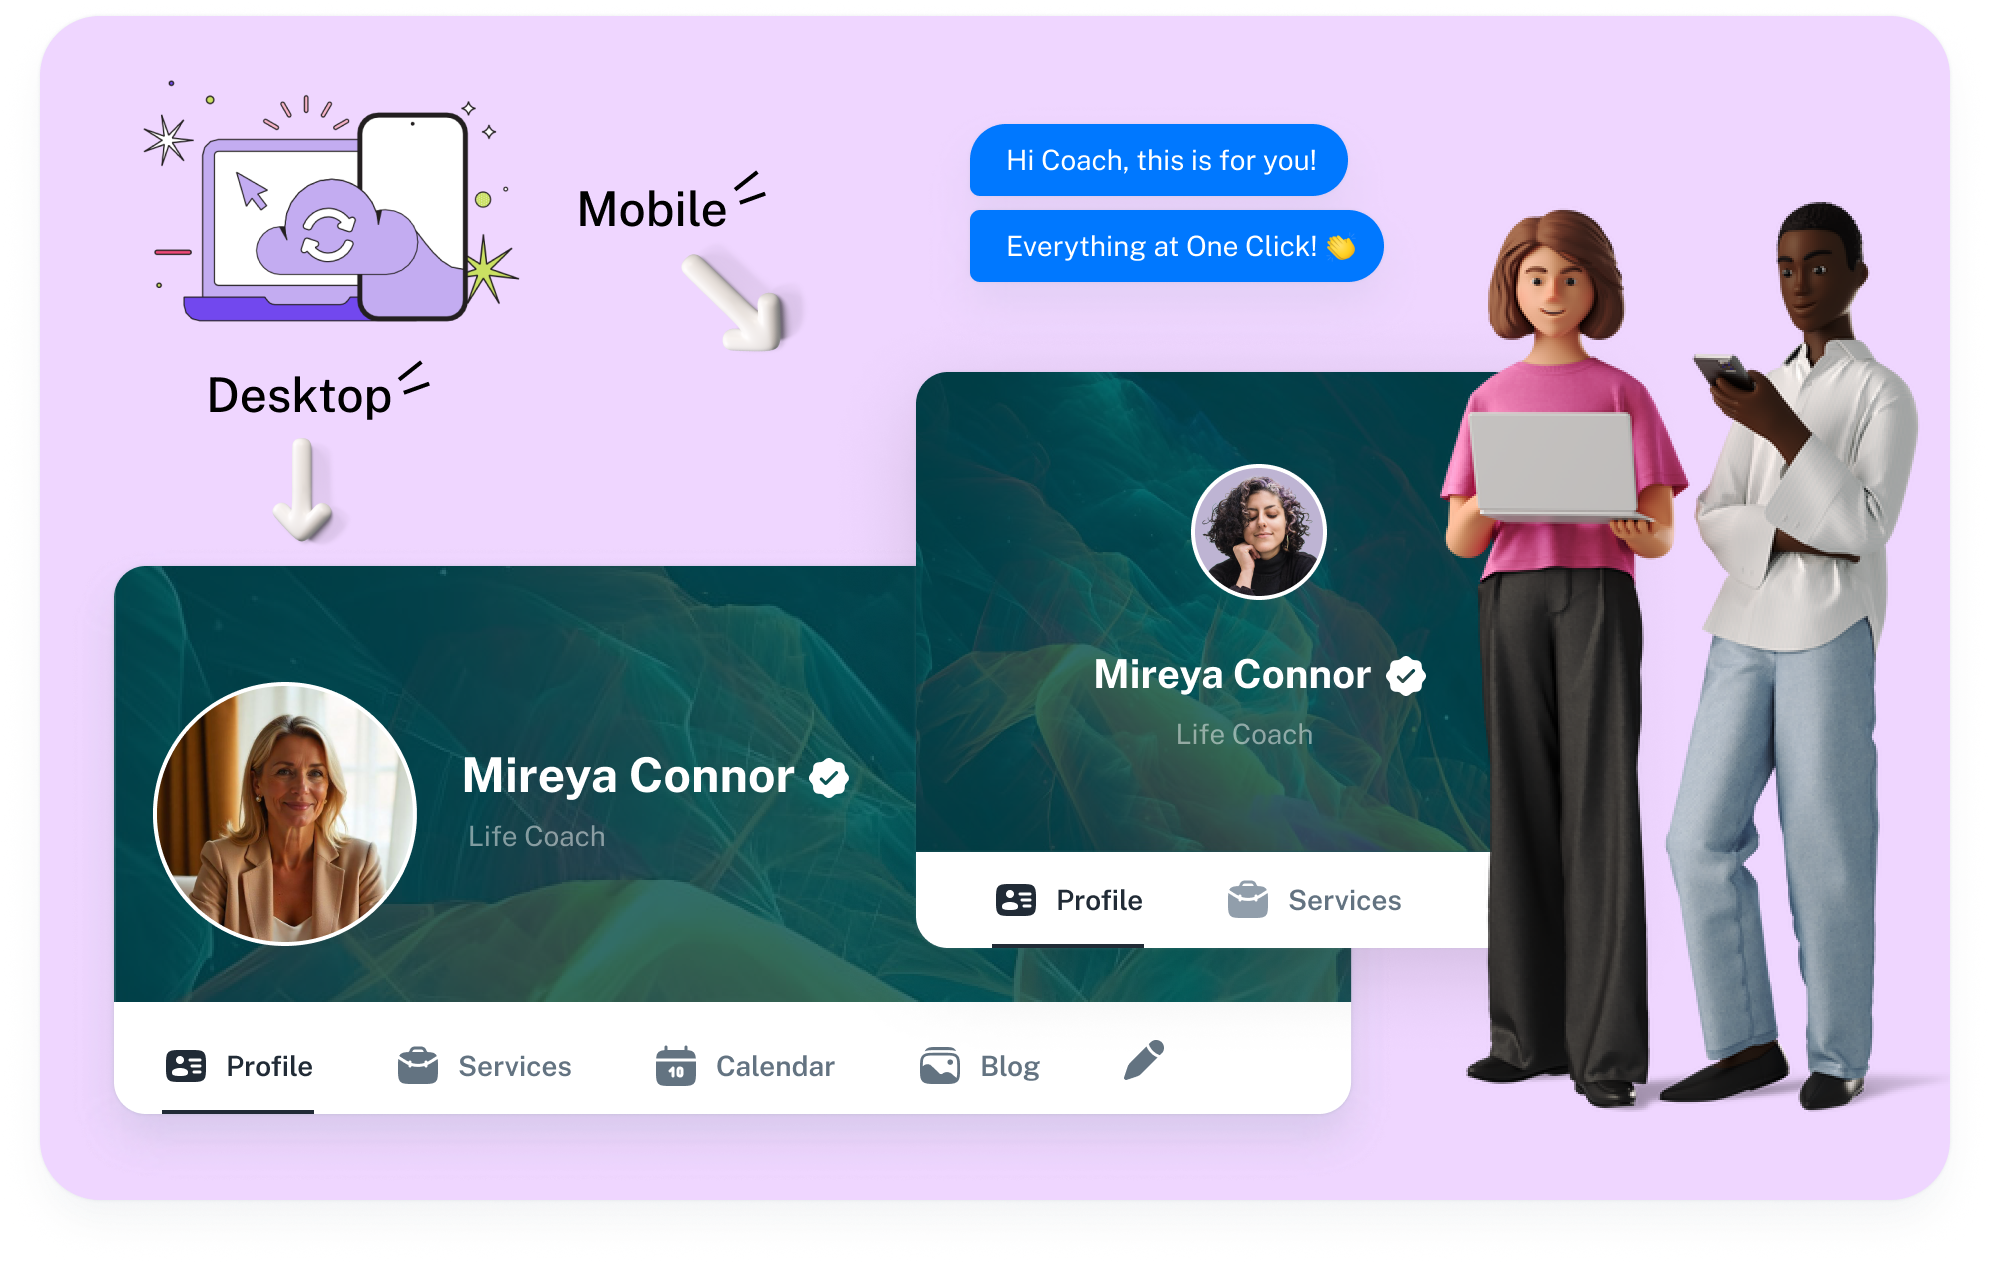 Mobile
Hi Coach, this is for you!
Everything at One Click! 👏
Desktop
Mireya Connor
Life Coach
Profile
Services
Mireya Connor
Life Coach
Profile
Services
10
Calendar
Blog